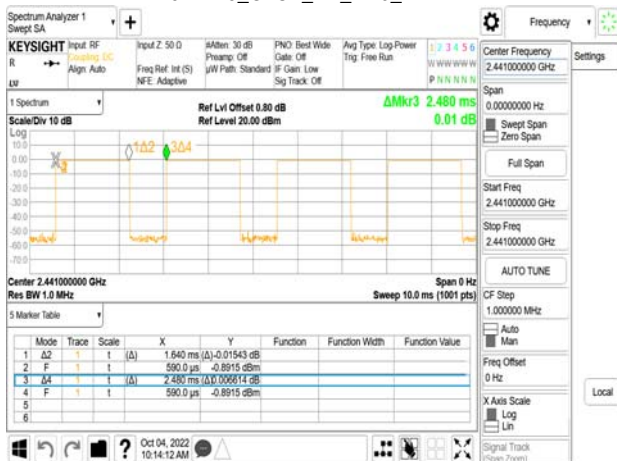 Spectrum Analyzer 1
Swept SA
+
Frequency
KEYSIGHT
Input: RF
Coupling: DC
Align: Auto
Input Z: 50 Ω
Freq Ref: Int (S)
NFE: Adaptive
#Atten: 30 dB
Preamp: Off
µW Path: Standard
PNO: Best Wide
Gate: Off
IF Gain: Low
Sig Track: Off
Avg Type: Log-Power
Trig: Free Run
1 2 3 4 5 6
W W W W W W
P N N N N N
R
LW
1 Spectrum
Scale/Div 10 dB
Ref Lvl Offset 0.80 dB
Ref Level 20.00 dBm
ΔMkr3 2.480 ms
0.01 dB
Log
10.0
0.00
-10.0
-20.0
-30.0
-40.0
-50.0
-60.0
-70.0
1Δ2
3Δ4
Center 2.441000000 GHz
Res BW 1.0 MHz
Span 0 Hz
Sweep 10.0 ms (1001 pts)
5 Marker Table
Mode Trace Scale X Y Function Function Width Function Value
1 Δ2 1 t (Δ) 1.640 ms (Δ) -0.01543 dB
2 F 1 t 590.0 µs -0.8915 dBm
3 Δ4 1 t (Δ) 2.480 ms (Δ) 0.006614 dB
4 F 1 t 590.0 µs -0.8915 dBm
5
6
?
Oct 04, 2022
10:14:12 AM
Center Frequency
2.441000000 GHz
Settings
Span
0.00000000 Hz
Swept Span
Zero Span
Full Span
Start Freq
2.441000000 GHz
Stop Freq
2.441000000 GHz
AUTO TUNE
CF Step
1.000000 MHz
Auto
Man
Freq Offset
0 Hz
X Axis Scale
Log
Lin
Local
Signal Track
(Span Zoom)